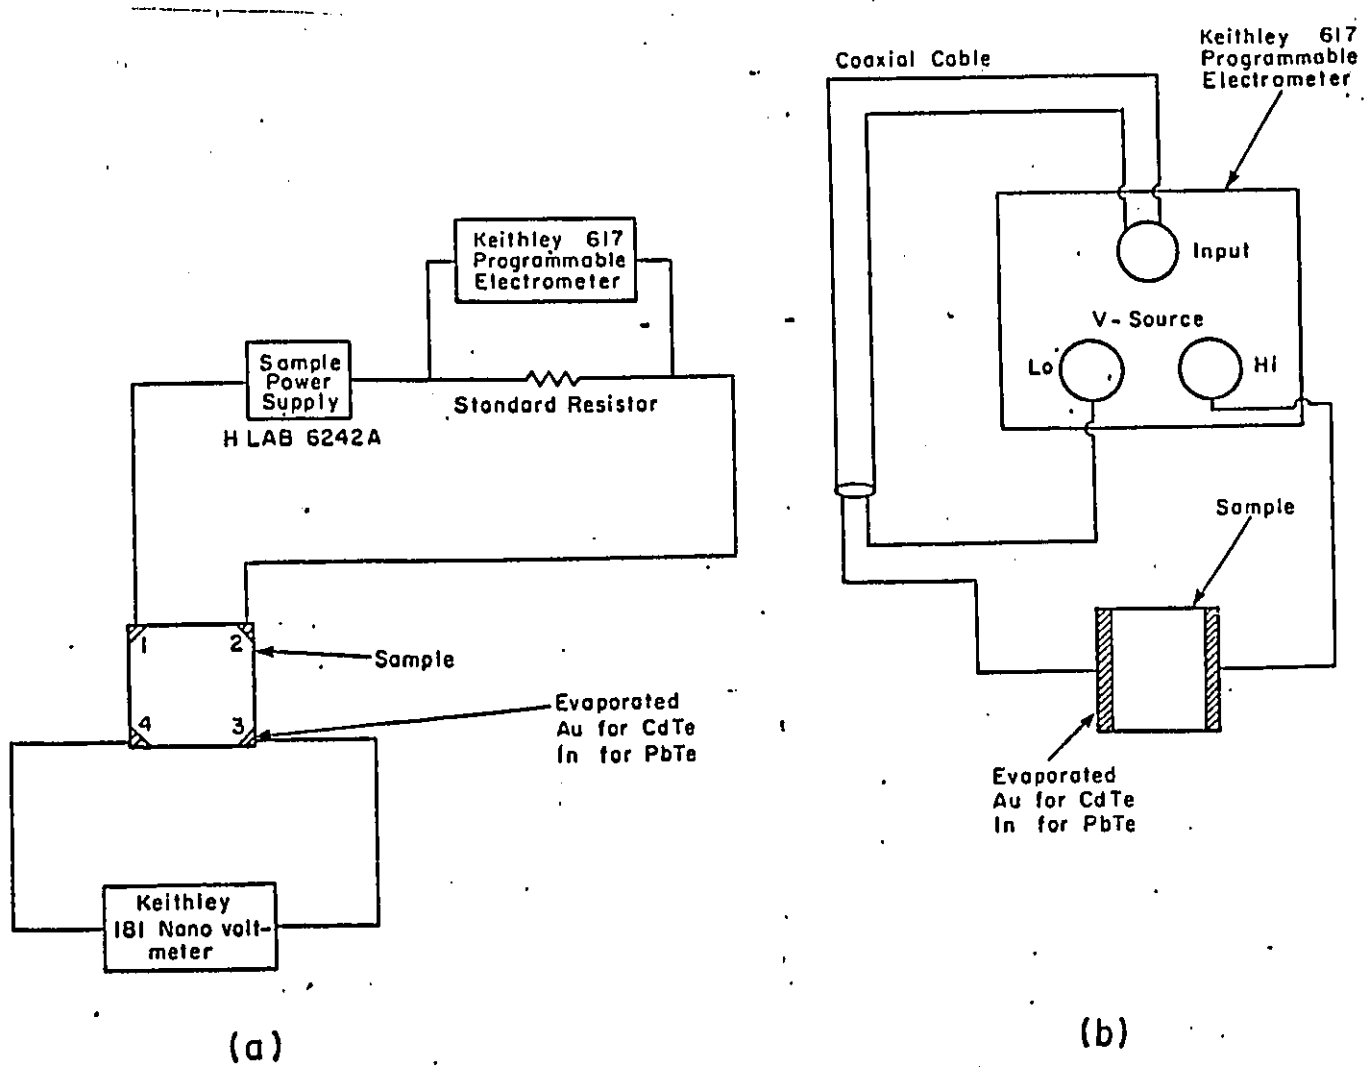 Keithley 617
Programmable
Electrometer
Sample
Power
Supply
H LAB 6242A
Standard Resistor
1
2
Sample
4
3
Evaporated
Au for CdTe
In for PbTe
Keithley
181 Nano volt-
meter
(a)
Coaxial Cable
Keithley 617
Programmable
Electrometer
Input
V-Source
Lo
Hi
Sample
Evaporated
Au for CdTe
In for PbTe
(b)